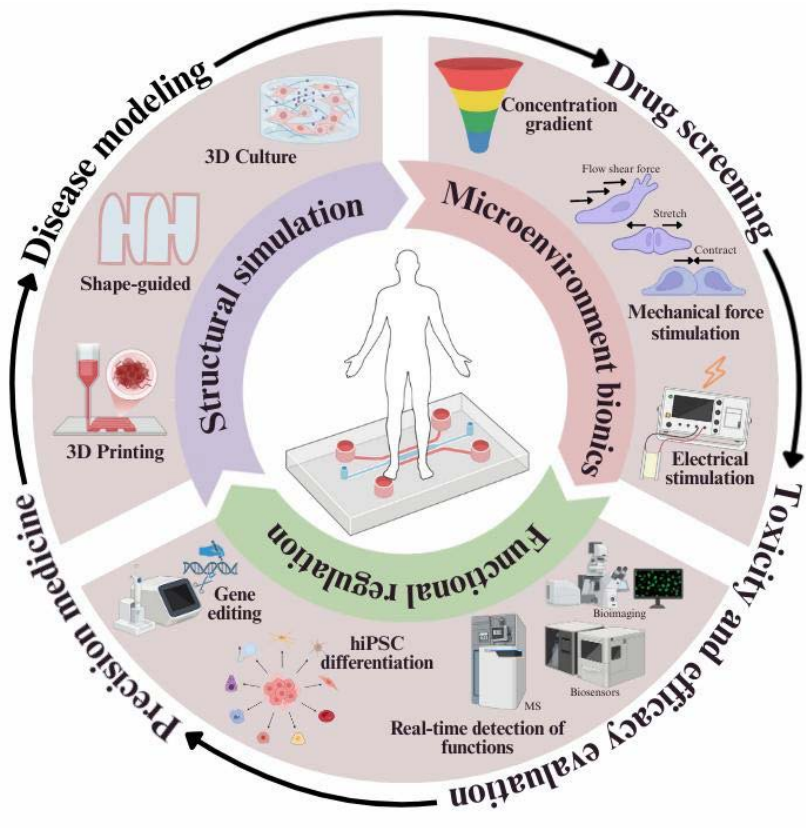 Disease modeling
Drug screening
Toxicity and efficacy evaluation
Precision medicine
Structural simulation
3D Culture
Shape-guided
3D Printing
Microenvironment bionics
Concentration
gradient
Flow shear force
Stretch
Contract
Mechanical force
stimulation
Electrical
stimulation
Functional regulation
Gene
editing
hiPSC
differentiation
Bioimaging
Biosensors
MS
Real-time detection of
functions